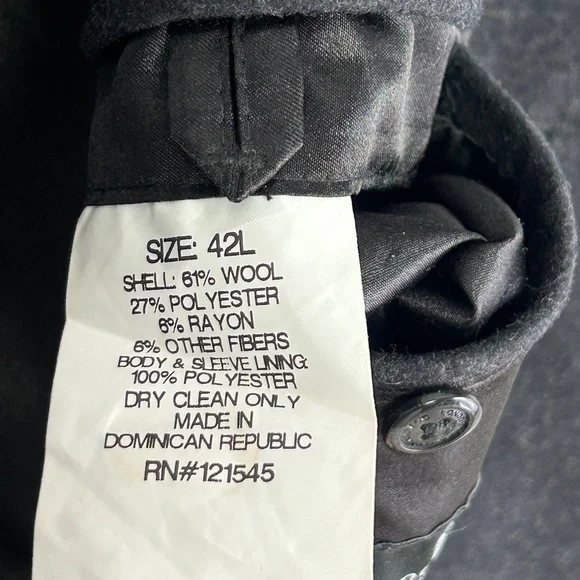 SIZE: 42L
SHELL: 61% WOOL
27% POLYESTER
6% RAYON
6% OTHER FIBERS
BODY & SLEEVE LINING:
100% POLYESTER
DRY CLEAN ONLY
MADE IN
DOMINICAN REPUBLIC
RN#121545